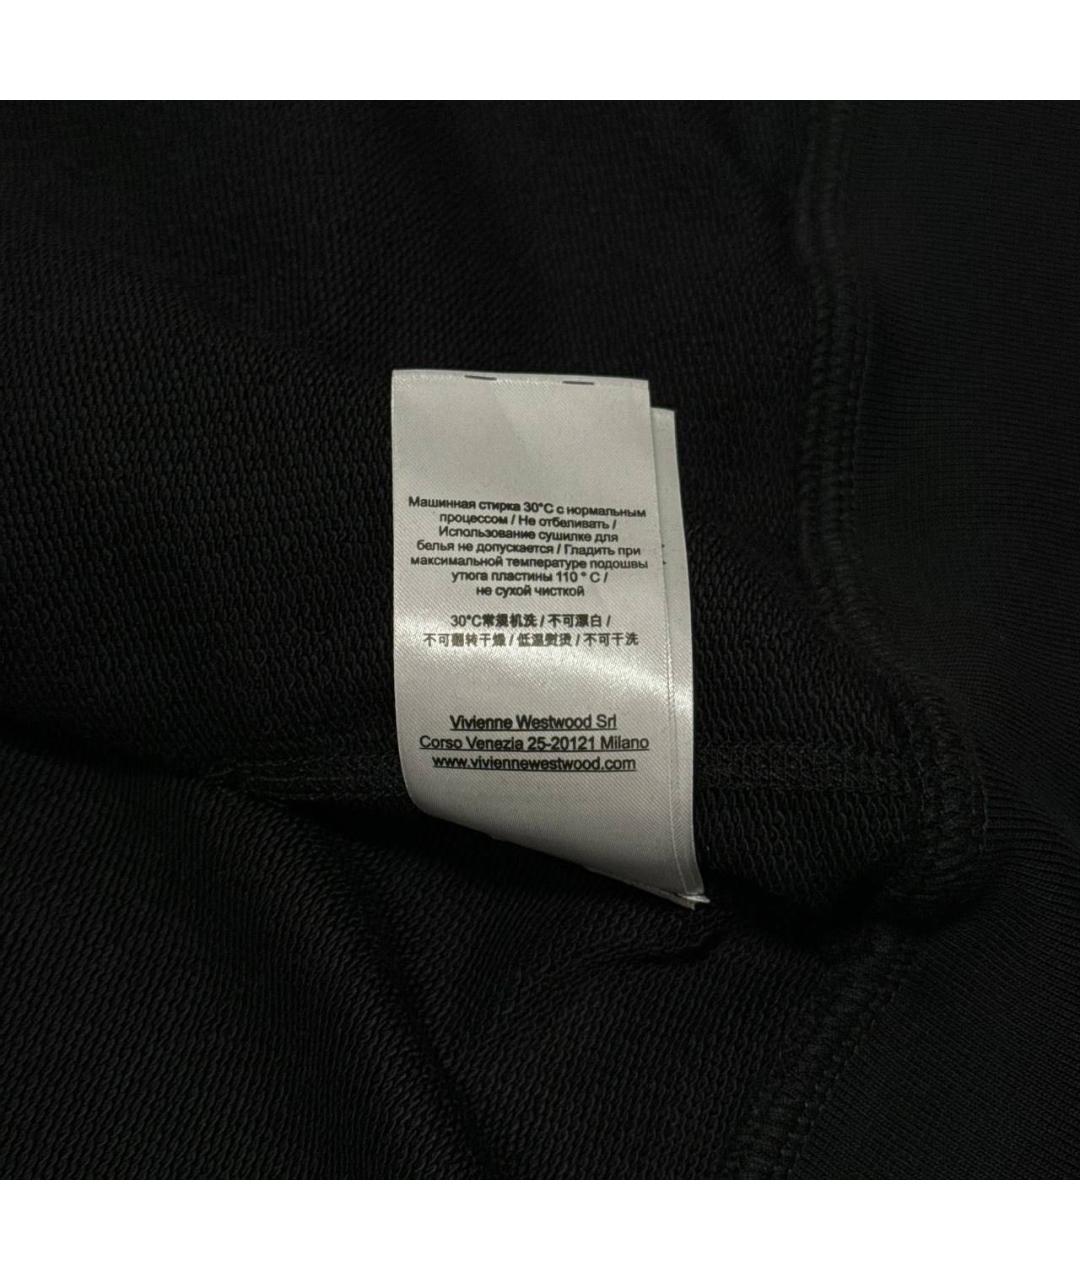 Машинная стирка 30°C с нормальным
процессом / Не отбеливать /
Использование сушилке для
белья не допускается / Гладить при
максимальной температуре подошвы
утюга пластины 110 ° C /
не сухой чисткой
30°C常规机洗 / 不可漂白 /
不可翻转干燥 / 低温熨烫 / 不可干洗
Vivienne Westwood Srl
Corso Venezia 25-20121 Milano
www.viviennewestwood.com